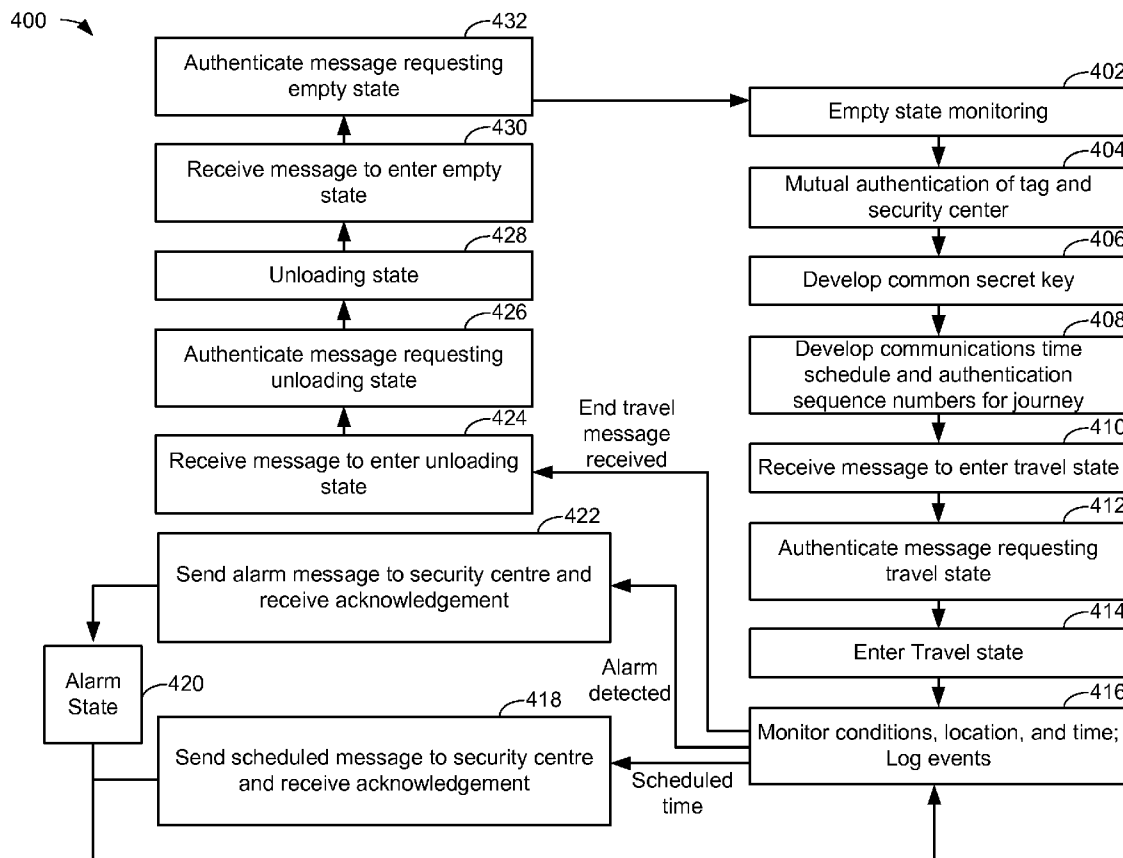 400
432
Authenticate message requesting
empty state
430
Receive message to enter empty
state
428
Unloading state
426
Authenticate message requesting
unloading state
424
Receive message to enter unloading
state
422
Send alarm message to security centre and
receive acknowledgement
Alarm
State
420
418
Send scheduled message to security centre
and receive acknowledgement
End travel
message
received
Alarm
detected
Scheduled
time
402
Empty state monitoring
404
Mutual authentication of tag and
security center
406
Develop common secret key
408
Develop communications time
schedule and authentication
sequence numbers for journey
410
Receive message to enter travel state
412
Authenticate message requesting
travel state
414
Enter Travel state
416
Monitor conditions, location, and time;
Log events